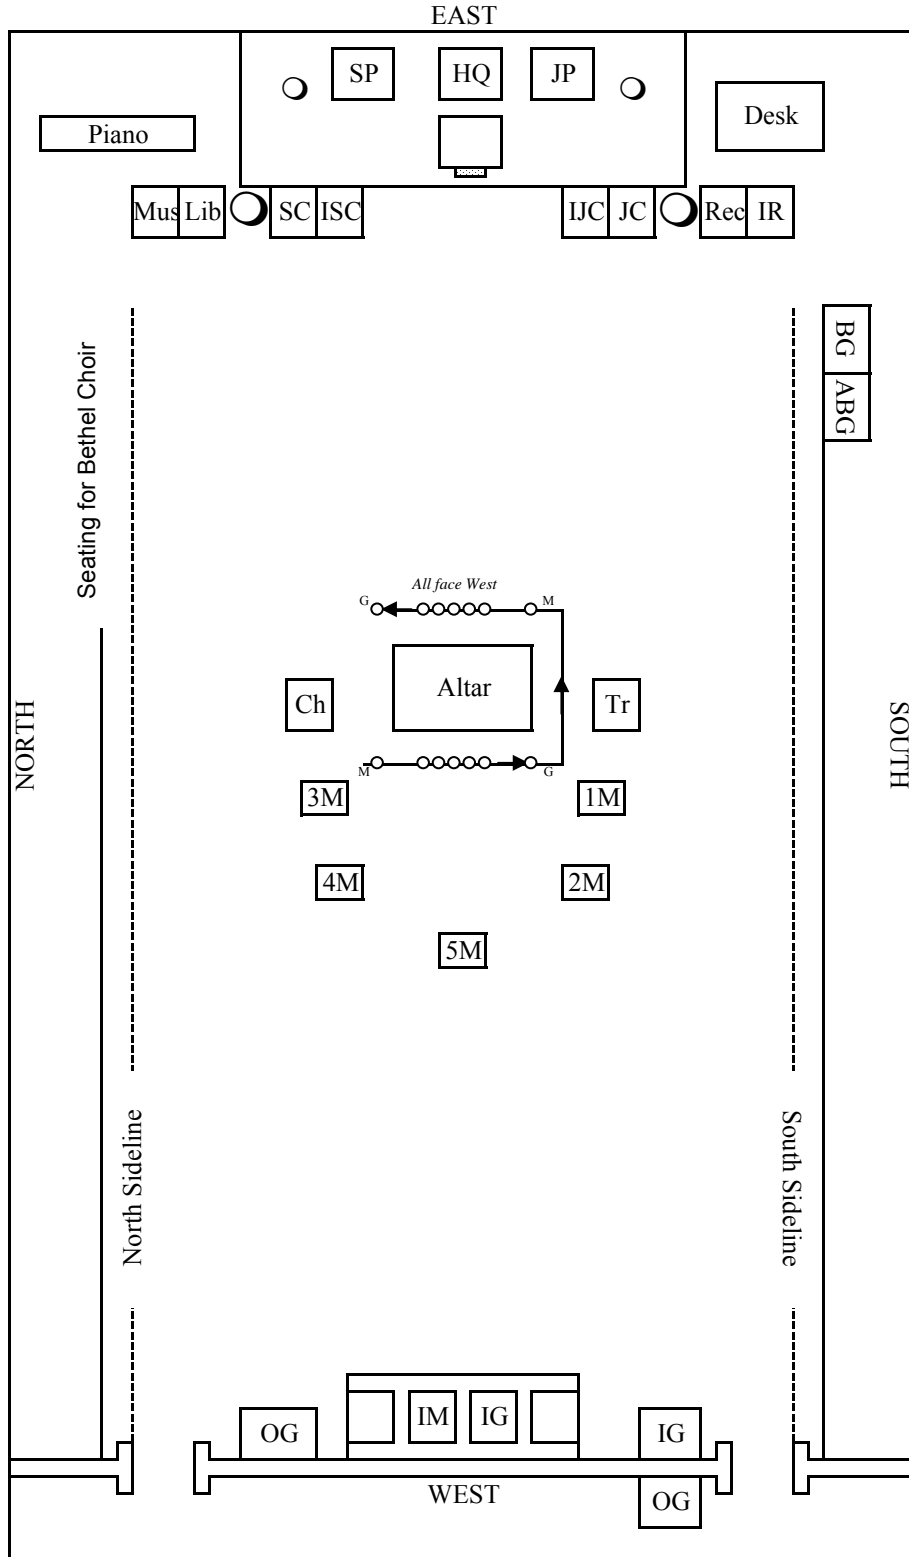 EAST
SP
HQ
JP
Piano
Desk
Mus
Lib
SC
ISC
IJC
JC
Rec
IR
BG
ABG
Seating for Bethel Choir
All face West
G
M
Altar
Ch
Tr
NORTH
SOUTH
M
G
3M
1M
4M
2M
5M
North Sideline
South Sideline
OG
IM
IG
IG
WEST
OG